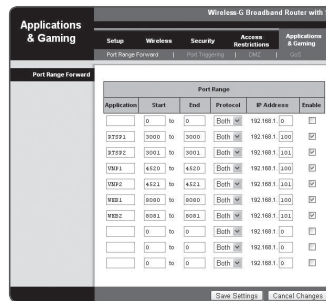 Wireless-G Broadband Router with
Applications & Gaming
Setup Wireless Security Access Restrictions Applications & Gaming
Port Range Forward | Port Triggering | DMZ | QoS
Port Range Forward
Port Range
Application Start End Protocol IP Address Enable
0 to 0 Both 192.168.1. 0
RTSP1 3000 to 3000 Both 192.168.1. 100
RTSP2 3001 to 3001 Both 192.168.1. 101
VNP1 4520 to 4520 Both 192.168.1. 100
VNP2 4521 to 4521 Both 192.168.1. 101
WEB1 8080 to 8080 Both 192.168.1. 100
WEB2 8081 to 8081 Both 192.168.1. 101
0 to 0 Both 192.168.1. 0
0 to 0 Both 192.168.1. 0
0 to 0 Both 192.168.1. 0
Save Settings Cancel Changes